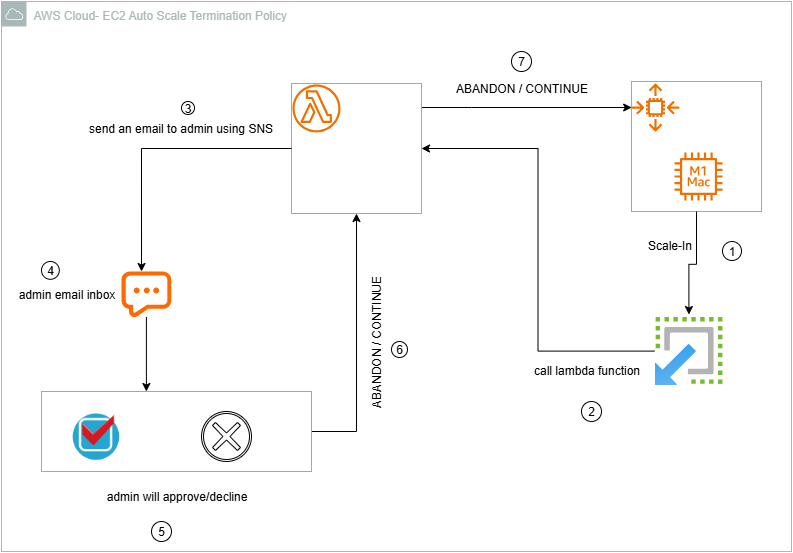 AWS Cloud- EC2 Auto Scale Termination Policy
7
ABANDON / CONTINUE
3
send an email to admin using SNS
M1
Mac
Scale-In
1
4
admin email inbox
ABANDON / CONTINUE
6
call lambda function
2
admin will approve/decline
5